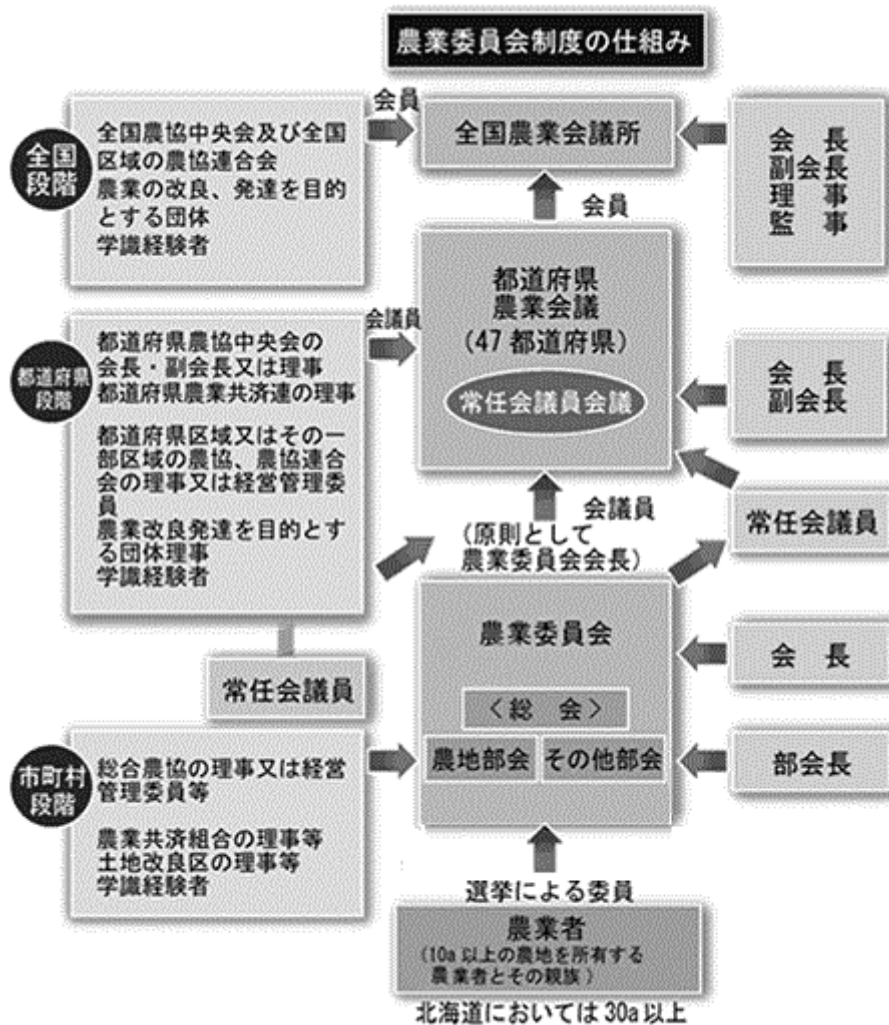 農業委員会制度の仕組み
全国
段階
全国農協中央会及び全国
区域の農協連合会
農業の改良、発達を目的
とする団体
学識経験者
会員
全国農業会議所
会　長
副会長
理　事
監　事
会員
都道府県
段階
都道府県農協中央会の
会長・副会長又は理事
都道府県農業共済連の理事
都道府県区域又はその一
部区域の農協、農協連合
会の理事又は経営管理委
員
農業改良発達を目的とす
る団体理事
学識経験者
会議員
都道府県
農業会議
(47都道府県)
常任会議員会議
会　長
副会長
常任会議員
会議員
(原則として
農業委員会会長)
常任会議員
市町村
段階
総合農協の理事又は経営
管理委員等
農業共済組合の理事等
土地改良区の理事等
学識経験者
農業委員会
〈総　会〉
農地部会
その他部会
会　長
部会長
選挙による委員
農業者
(10a以上の農地を所有する
農業者とその親族)
北海道においては30a以上